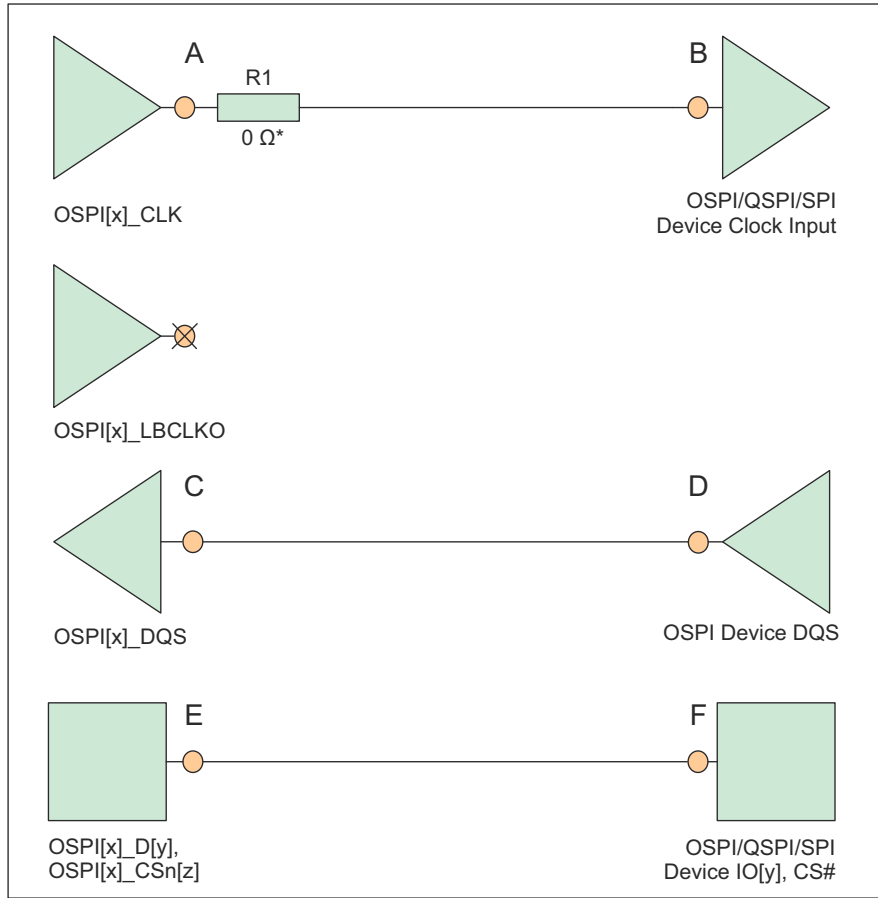 A
B
R1
0 Ω*
OSPI[x]_CLK
OSPI/QSPI/SPI
Device Clock Input
OSPI[x]_LBCLKO
C
D
OSPI[x]_DQS
OSPI Device DQS
E
F
OSPI[x]_D[y],
OSPI[x]_CSn[z]
OSPI/QSPI/SPI
Device IO[y], CS#